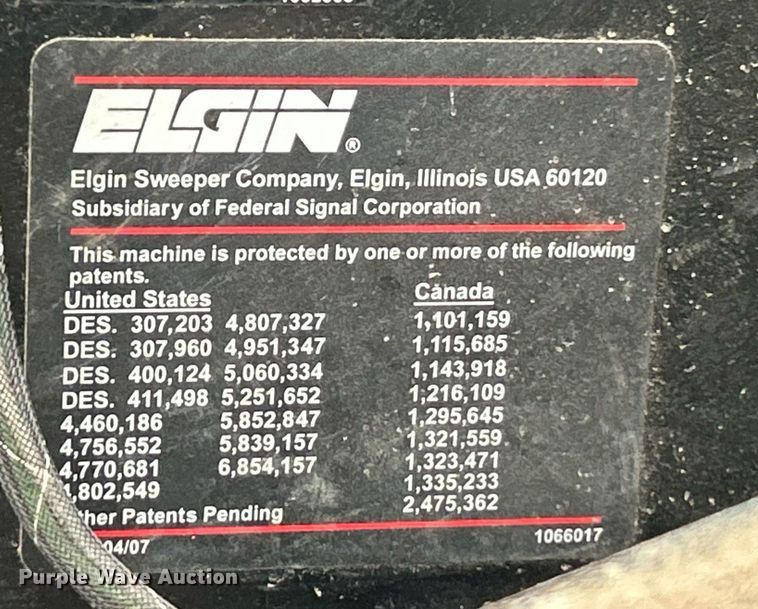 ELGIN®
Elgin Sweeper Company, Elgin, Illinois USA 60120
Subsidiary of Federal Signal Corporation
This machine is protected by one or more of the following
patents.
United States
DES. 307,203 4,807,327
DES. 307,960 4,951,347
DES. 400,124 5,060,334
DES. 411,498 5,251,652
4,460,186 5,852,847
4,756,552 5,839,157
4,770,681 6,854,157
,802,549
Canada
1,101,159
1,115,685
1,143,918
1,216,109
1,295,645
1,321,559
1,323,471
1,335,233
2,475,362
ther Patents Pending
04/07 1066017
Purple Wave Auction